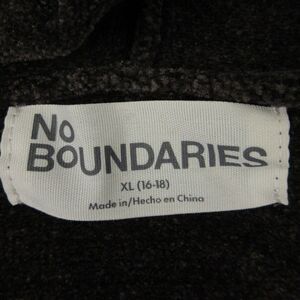 No
BOUNDARIES
XL (16-18)
Made in/Hecho en China